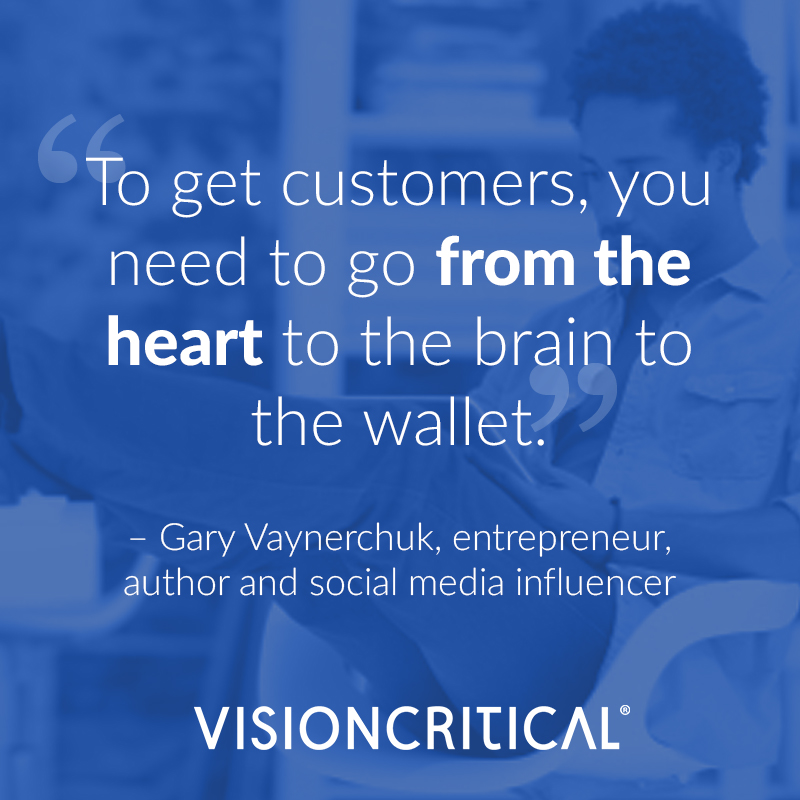 “To get customers, you
need to go from the
heart to the brain to
the wallet.”
– Gary Vaynerchuk, entrepreneur,
author and social media influencer
VISIONCRITICAL®